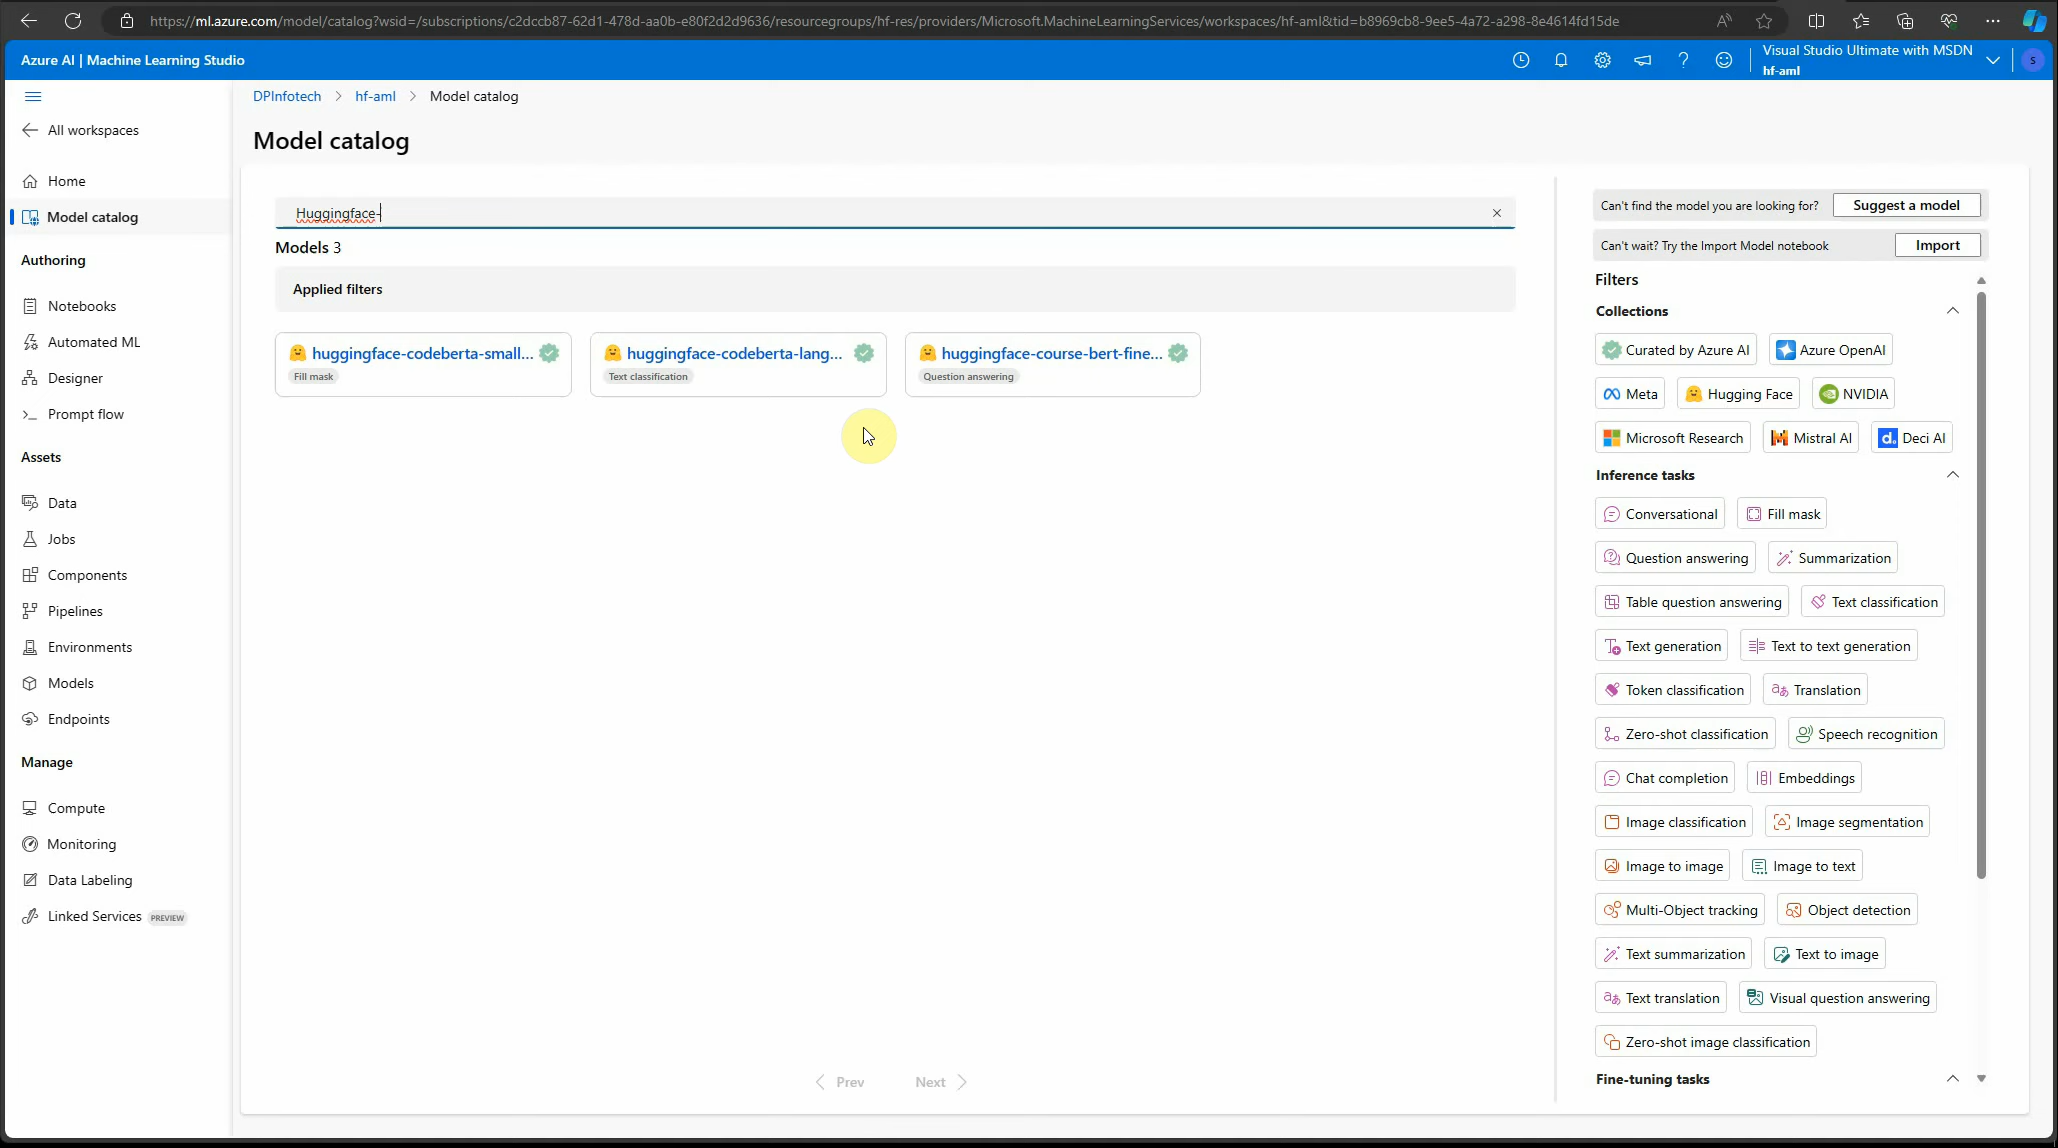 https://ml.azure.com/model/catalog?wsid=/subscriptions/c2dccb87-62d1-478d-aa0b-e80f2d2d9636/resourcegroups/hf-res/providers/Microsoft.MachineLearningServices/workspaces/hf-aml&tid=b8969cb8-9ee5-4a72-a298-8e4614fd15de
Azure AI | Machine Learning Studio
Visual Studio Ultimate with MSDN
hf-aml
S
All workspaces
Home
Model catalog
Authoring
Notebooks
Automated ML
Designer
Prompt flow
Assets
Data
Jobs
Components
Pipelines
Environments
Models
Endpoints
Manage
Compute
Monitoring
Data Labeling
Linked Services PREVIEW
DPInfotech > hf-aml > Model catalog
Model catalog
Huggingface-
Models 3
Applied filters
huggingface-codeberta-small...
Fill mask
huggingface-codeberta-lang...
Text classification
huggingface-course-bert-fine...
Question answering
Prev Next
Can't find the model you are looking for? Suggest a model
Can't wait? Try the Import Model notebook Import
Filters
Collections
Curated by Azure AI Azure OpenAI
Meta Hugging Face NVIDIA
Microsoft Research Mistral AI Deci AI
Inference tasks
Conversational Fill mask
Question answering Summarization
Table question answering Text classification
Text generation Text to text generation
Token classification Translation
Zero-shot classification Speech recognition
Chat completion Embeddings
Image classification Image segmentation
Image to image Image to text
Multi-Object tracking Object detection
Text summarization Text to image
Text translation Visual question answering
Zero-shot image classification
Fine-tuning tasks